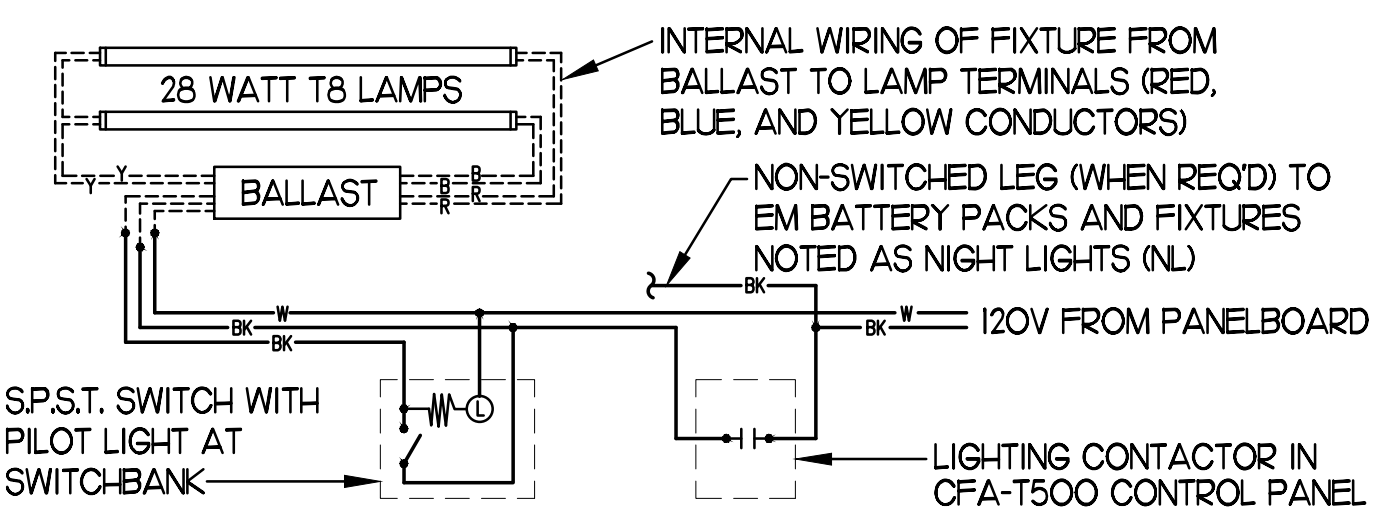 INTERNAL WIRING OF FIXTURE FROM
BALLAST TO LAMP TERMINALS (RED,
BLUE, AND YELLOW CONDUCTORS)
28 WATT T8 LAMPS
Y
Y
BALLAST
B
B
R
R
NON-SWITCHED LEG (WHEN REQ'D) TO
EM BATTERY PACKS AND FIXTURES
NOTED AS NIGHT LIGHTS (NL)
BK
W
W
BK
BK
120V FROM PANELBOARD
BK
S.P.S.T. SWITCH WITH
PILOT LIGHT AT
SWITCHBANK
L
LIGHTING CONTACTOR IN
CFA-T500 CONTROL PANEL